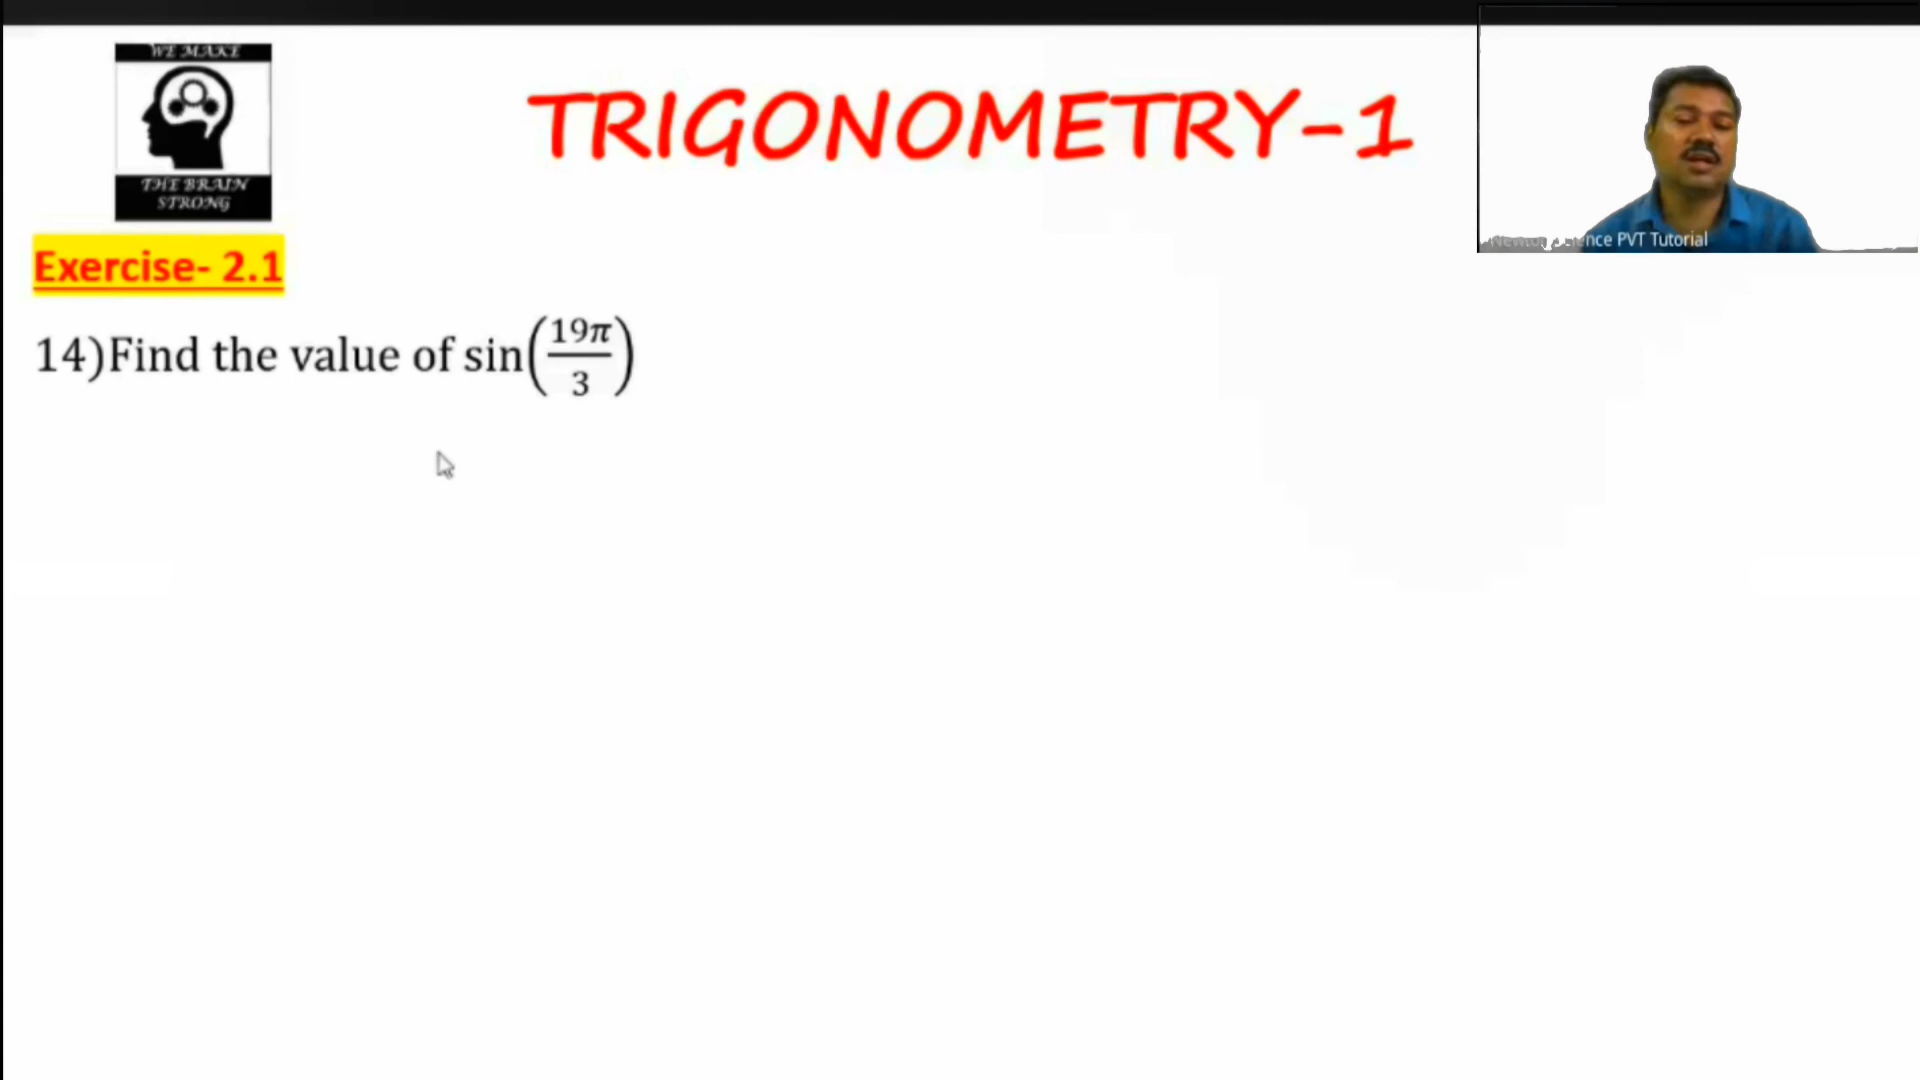 WE MAKE
THE BRAIN
STRONG
TRIGONOMETRY-1
PVT Tutorial
Exercise- 2.1
14)Find the value of sin(19π/3)